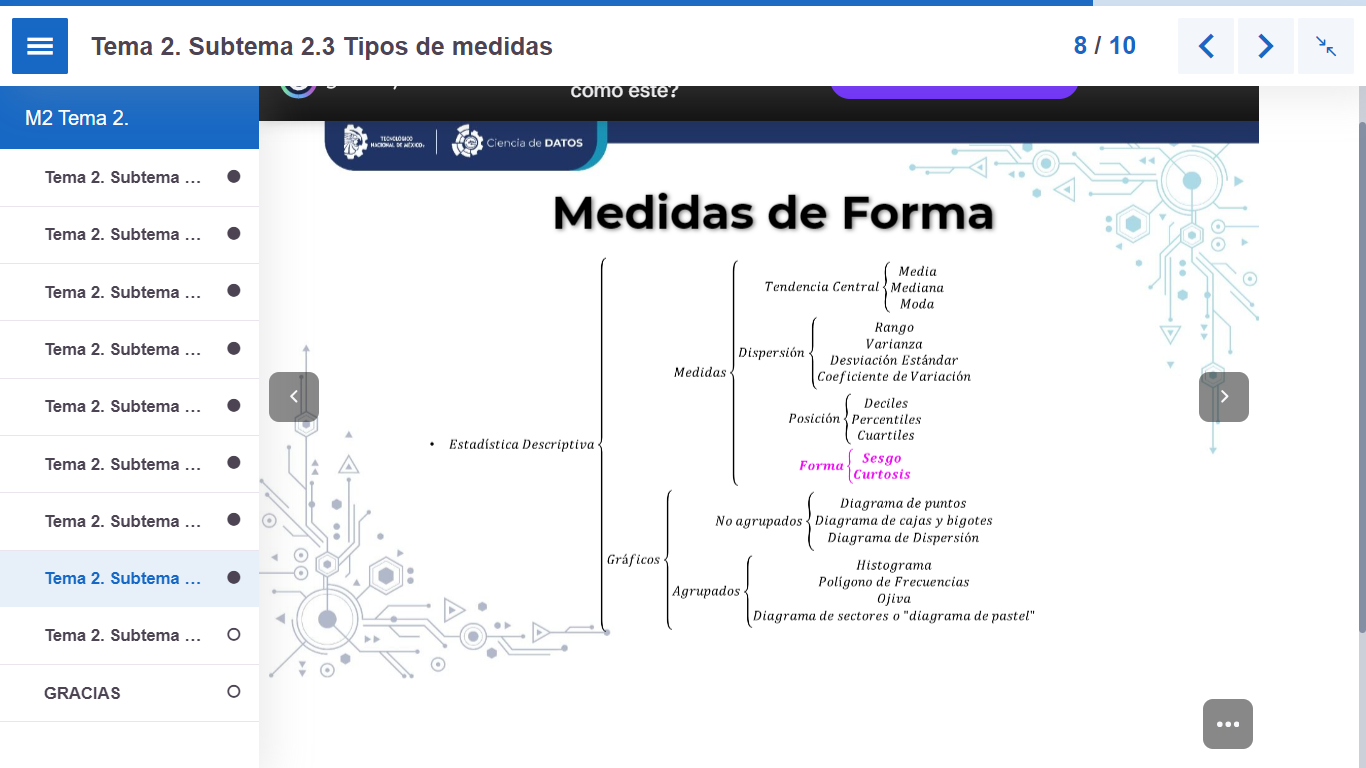 Tema 2. Subtema 2.3 Tipos de medidas
8 / 10
M2 Tema 2.
como este?
Tema 2. Subtema ...
Tema 2. Subtema ...
Tema 2. Subtema ...
Tema 2. Subtema ...
Tema 2. Subtema ...
Tema 2. Subtema ...
Tema 2. Subtema ...
Tema 2. Subtema ...
Tema 2. Subtema ...
GRACIAS
TECNOLÓGICO
NACIONAL DE MÉXICO
Ciencia de DATOS
Medidas de Forma
• Estadística Descriptiva
Medidas
Tendencia Central
Media
Mediana
Moda
Dispersión
Rango
Varianza
Desviación Estándar
Coeficiente de Variación
Posición
Deciles
Percentiles
Cuartiles
Forma
Sesgo
Curtosis
Gráficos
No agrupados
Diagrama de puntos
Diagrama de cajas y bigotes
Diagrama de Dispersión
Agrupados
Histograma
Polígono de Frecuencias
Ojiva
Diagrama de sectores o "diagrama de pastel"